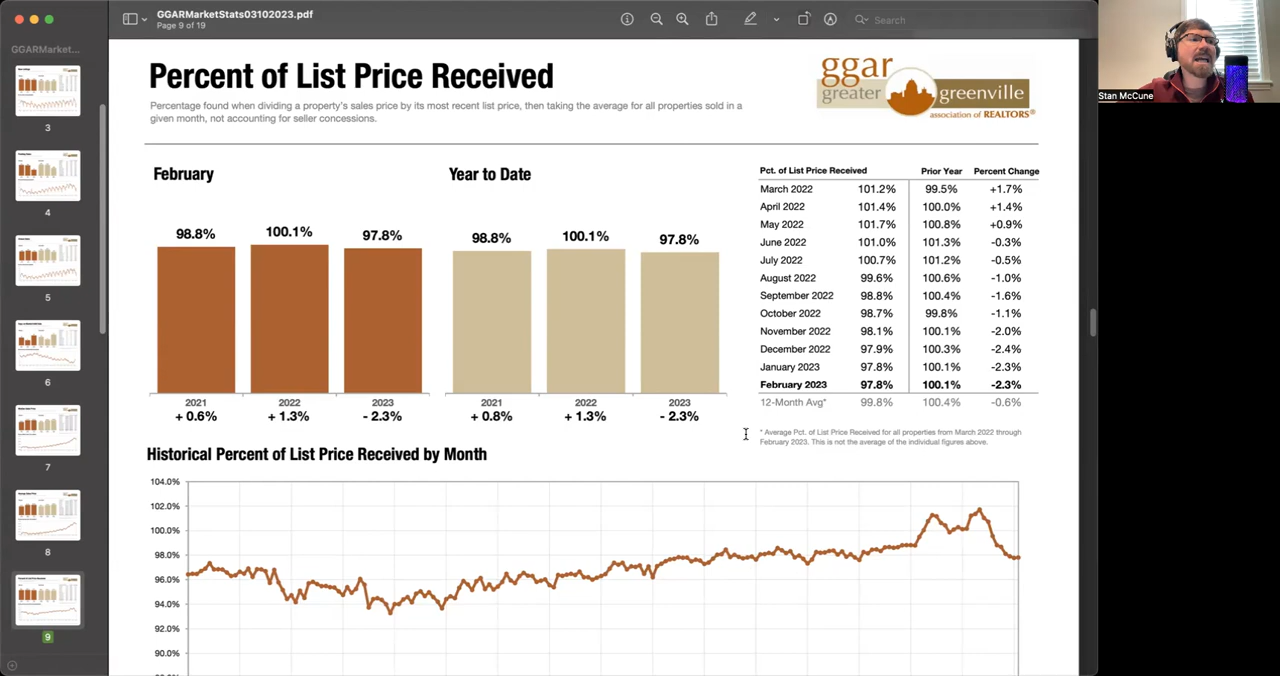 GGARMarketStats03102023.pdf
Page 9 of 19
Search
GGARMarket...
3
4
5
6
7
8
9
Stan McCune
Percent of List Price Received
Percentage found when dividing a property's sales price by its most recent list price, then taking the average for all properties sold in a
given month, not accounting for seller concessions.
ggar
greater greenville
association of REALTORS®
February
98.8% 100.1% 97.8%
2021 2022 2023
+ 0.6% + 1.3% - 2.3%
Year to Date
98.8% 100.1% 97.8%
2021 2022 2023
+ 0.8% + 1.3% - 2.3%
Pct. of List Price Received Prior Year Percent Change
March 2022 101.2% 99.5% +1.7%
April 2022 101.4% 100.0% +1.4%
May 2022 101.7% 100.8% +0.9%
June 2022 101.0% 101.3% -0.3%
July 2022 100.7% 101.2% -0.5%
August 2022 99.6% 100.6% -1.0%
September 2022 98.8% 100.4% -1.6%
October 2022 98.7% 99.8% -1.1%
November 2022 98.1% 100.1% -2.0%
December 2022 97.9% 100.3% -2.4%
January 2023 97.8% 100.1% -2.3%
February 2023 97.8% 100.1% -2.3%
12-Month Avg* 99.8% 100.4% -0.6%
* Average Pct. of List Price Received for all properties from March 2022 through
February 2023. This is not the average of the individual figures above.
Historical Percent of List Price Received by Month
104.0%
102.0%
100.0%
98.0%
96.0%
94.0%
92.0%
90.0%